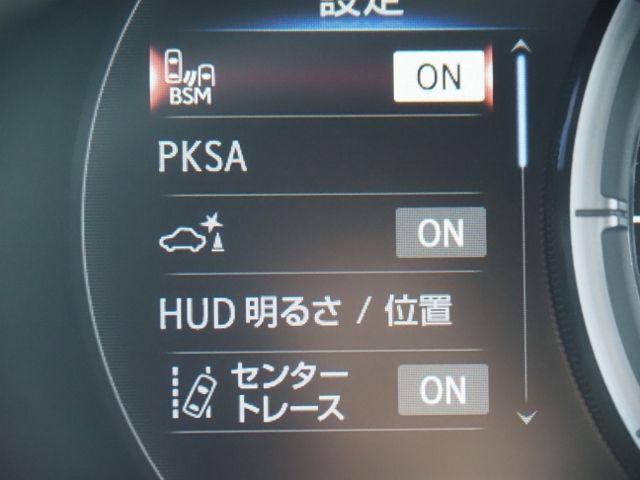 設定
BSM
ON
PKSA
ON
HUD 明るさ / 位置
センター
トレース
ON